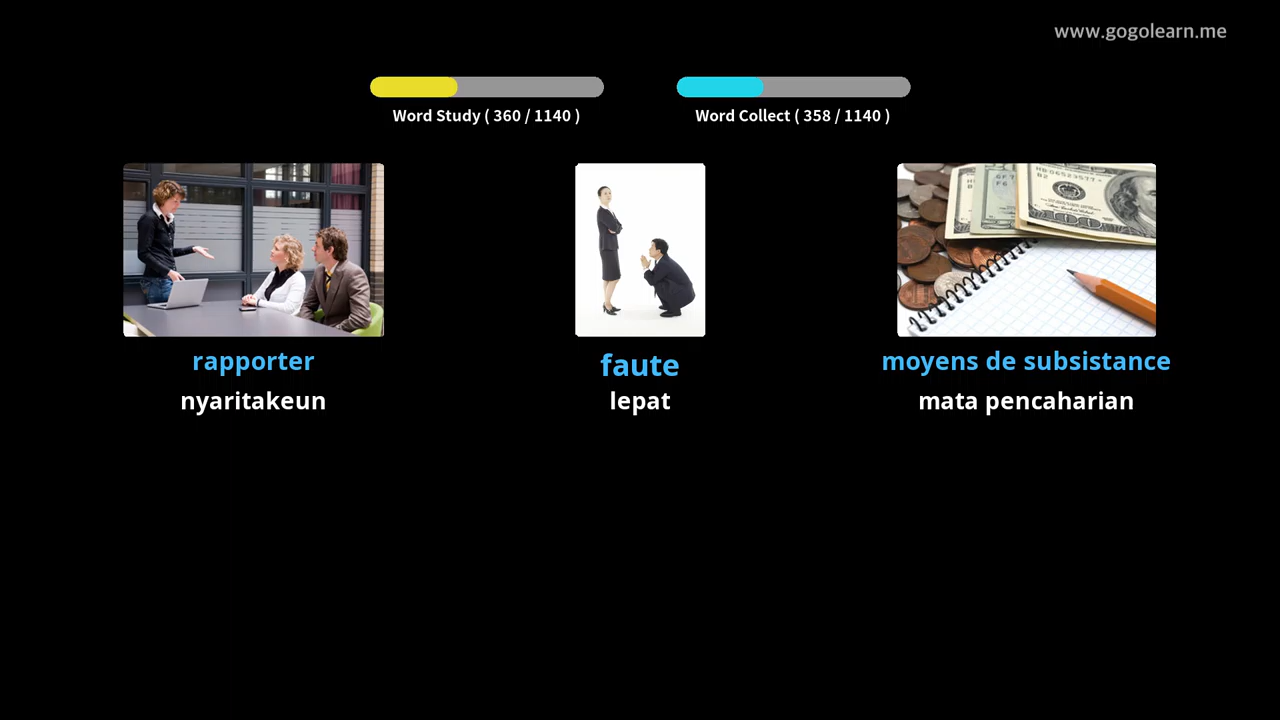 www.gogolearn.me
Word Study ( 360 / 1140 )
Word Collect ( 358 / 1140 )
rapporter
faute
moyens de subsistance
nyaritakeun
lepat
mata pencaharian